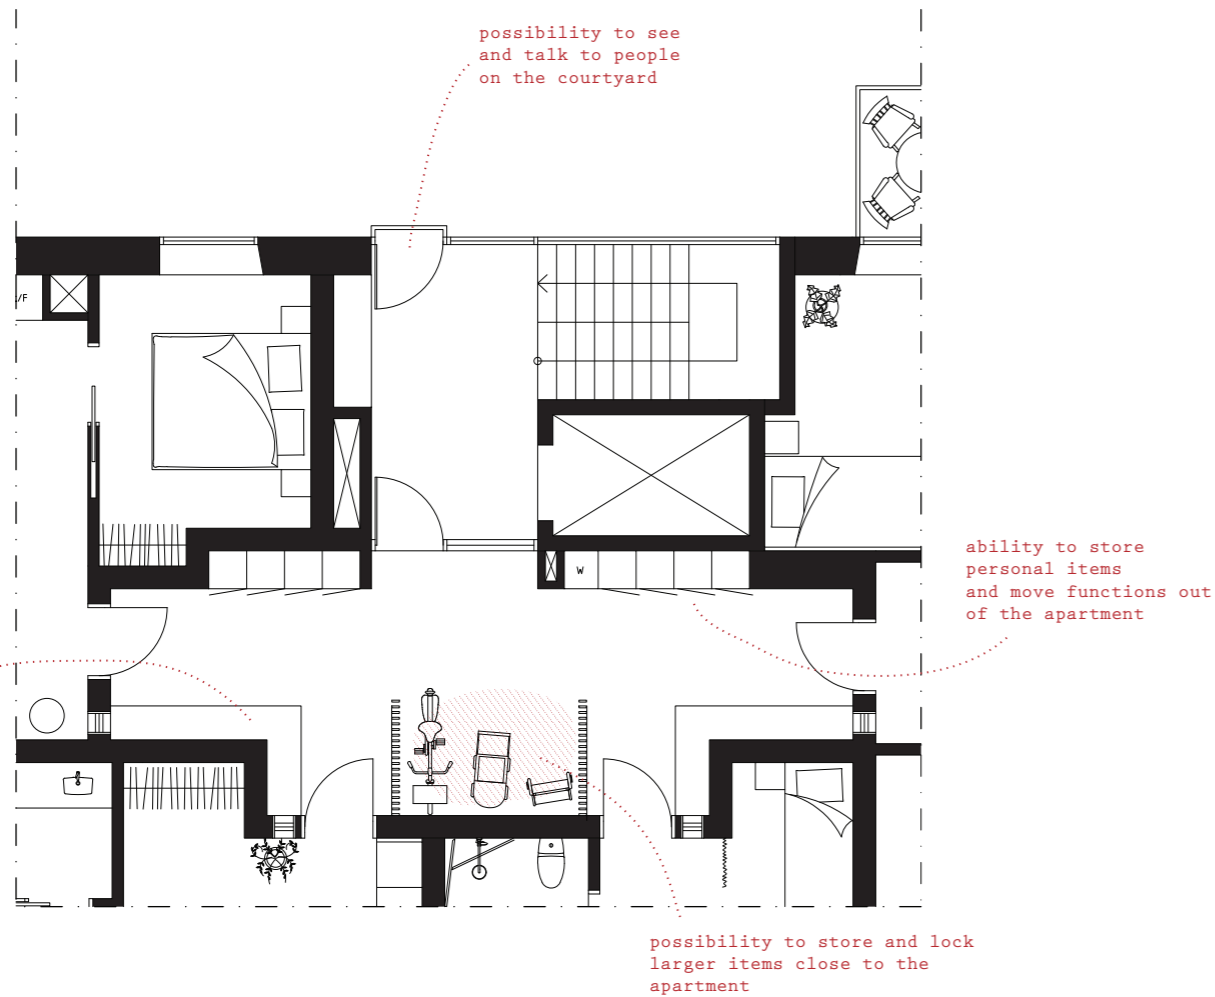 possibility to see
and talk to people
on the courtyard
/F
ability to store
personal items
and move functions out
of the apartment
W
possibility to store and lock
larger items close to the
apartment